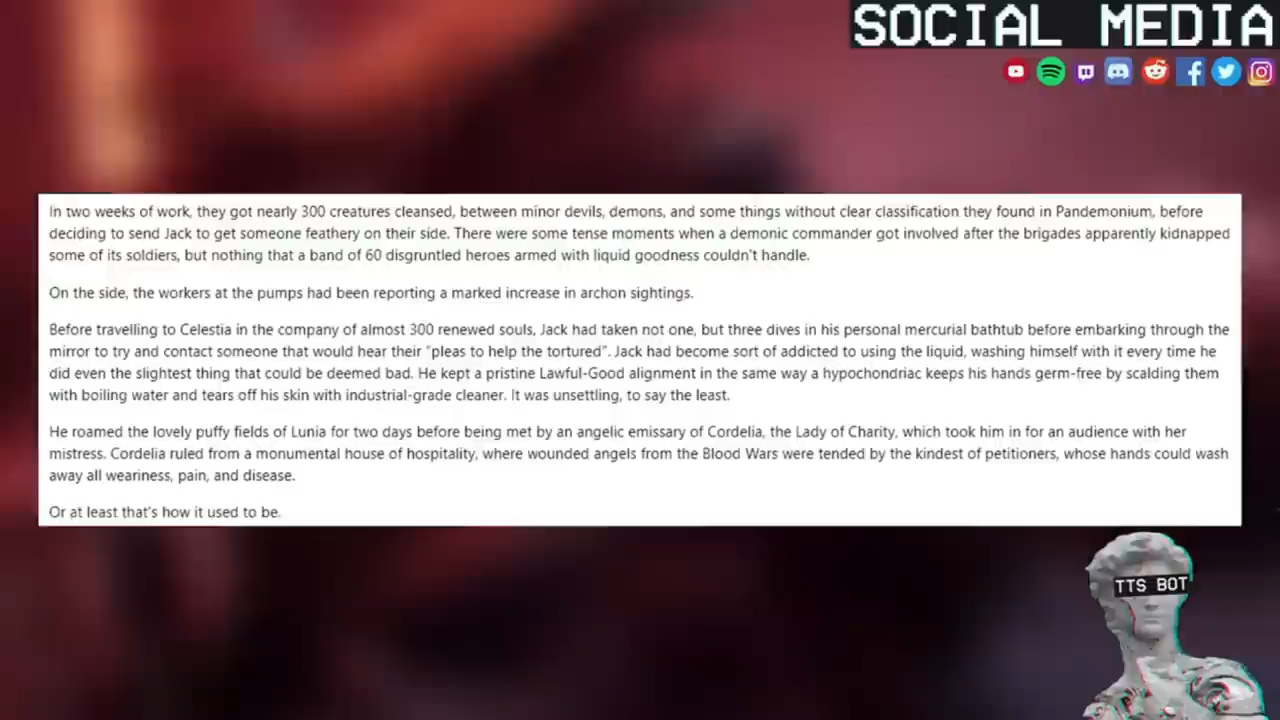 SOCIAL MEDIA
In two weeks of work, they got nearly 300 creatures cleansed, between minor devils, demons, and some things without clear classification they found in Pandemonium, before
deciding to send Jack to get someone feathery on their side. There were some tense moments when a demonic commander got involved after the brigades apparently kidnapped
some of its soldiers, but nothing that a band of 60 disgruntled heroes armed with liquid goodness couldn't handle.
On the side, the workers at the pumps had been reporting a marked increase in archon sightings.
Before travelling to Celestia in the company of almost 300 renewed souls, Jack had taken not one, but three dives in his personal mercurial bathtub before embarking through the
mirror to try and contact someone that would hear their "pleas to help the tortured". Jack had become sort of addicted to using the liquid, washing himself with it every time he
did even the slightest thing that could be deemed bad. He kept a pristine Lawful-Good alignment in the same way a hypochondriac keeps his hands germ-free by scalding them
with boiling water and tears off his skin with industrial-grade cleaner. It was unsettling, to say the least.
He roamed the lovely puffy fields of Lunia for two days before being met by an angelic emissary of Cordelia, the Lady of Charity, which took him in for an audience with her
mistress. Cordelia ruled from a monumental house of hospitality, where wounded angels from the Blood Wars were tended by the kindest of petitioners, whose hands could wash
away all weariness, pain, and disease.
Or at least that's how it used to be.
TTS BOT